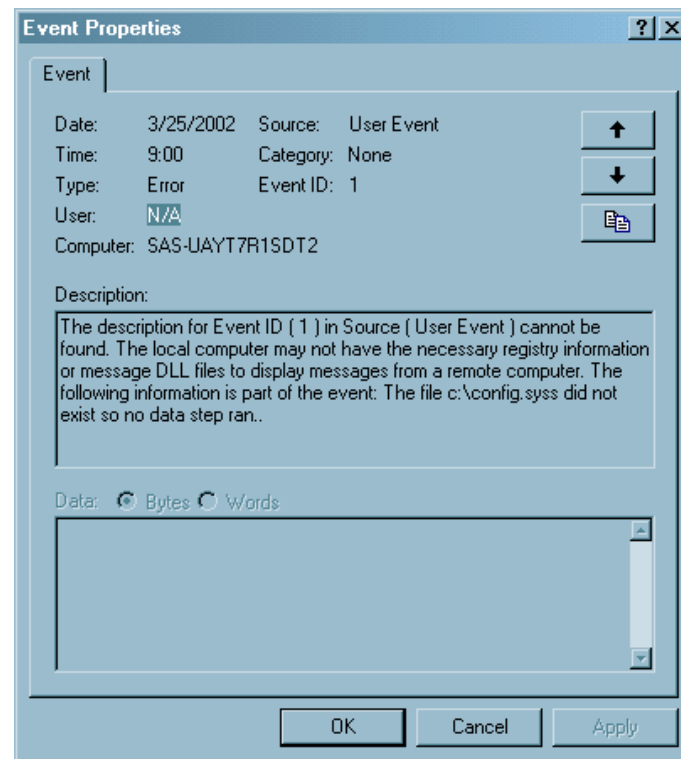 Event Properties
Event
Date: 3/25/2002 Source: User Event
Time: 9:00 Category: None
Type: Error Event ID: 1
User: N/A
Computer: SAS-UAYT7R1SDT2
Description:
The description for Event ID ( 1 ) in Source ( User Event ) cannot be
found. The local computer may not have the necessary registry information
or message DLL files to display messages from a remote computer. The
following information is part of the event: The file c:\config.syss did not
exist so no data step ran..
Data: Bytes Words
OK Cancel Apply